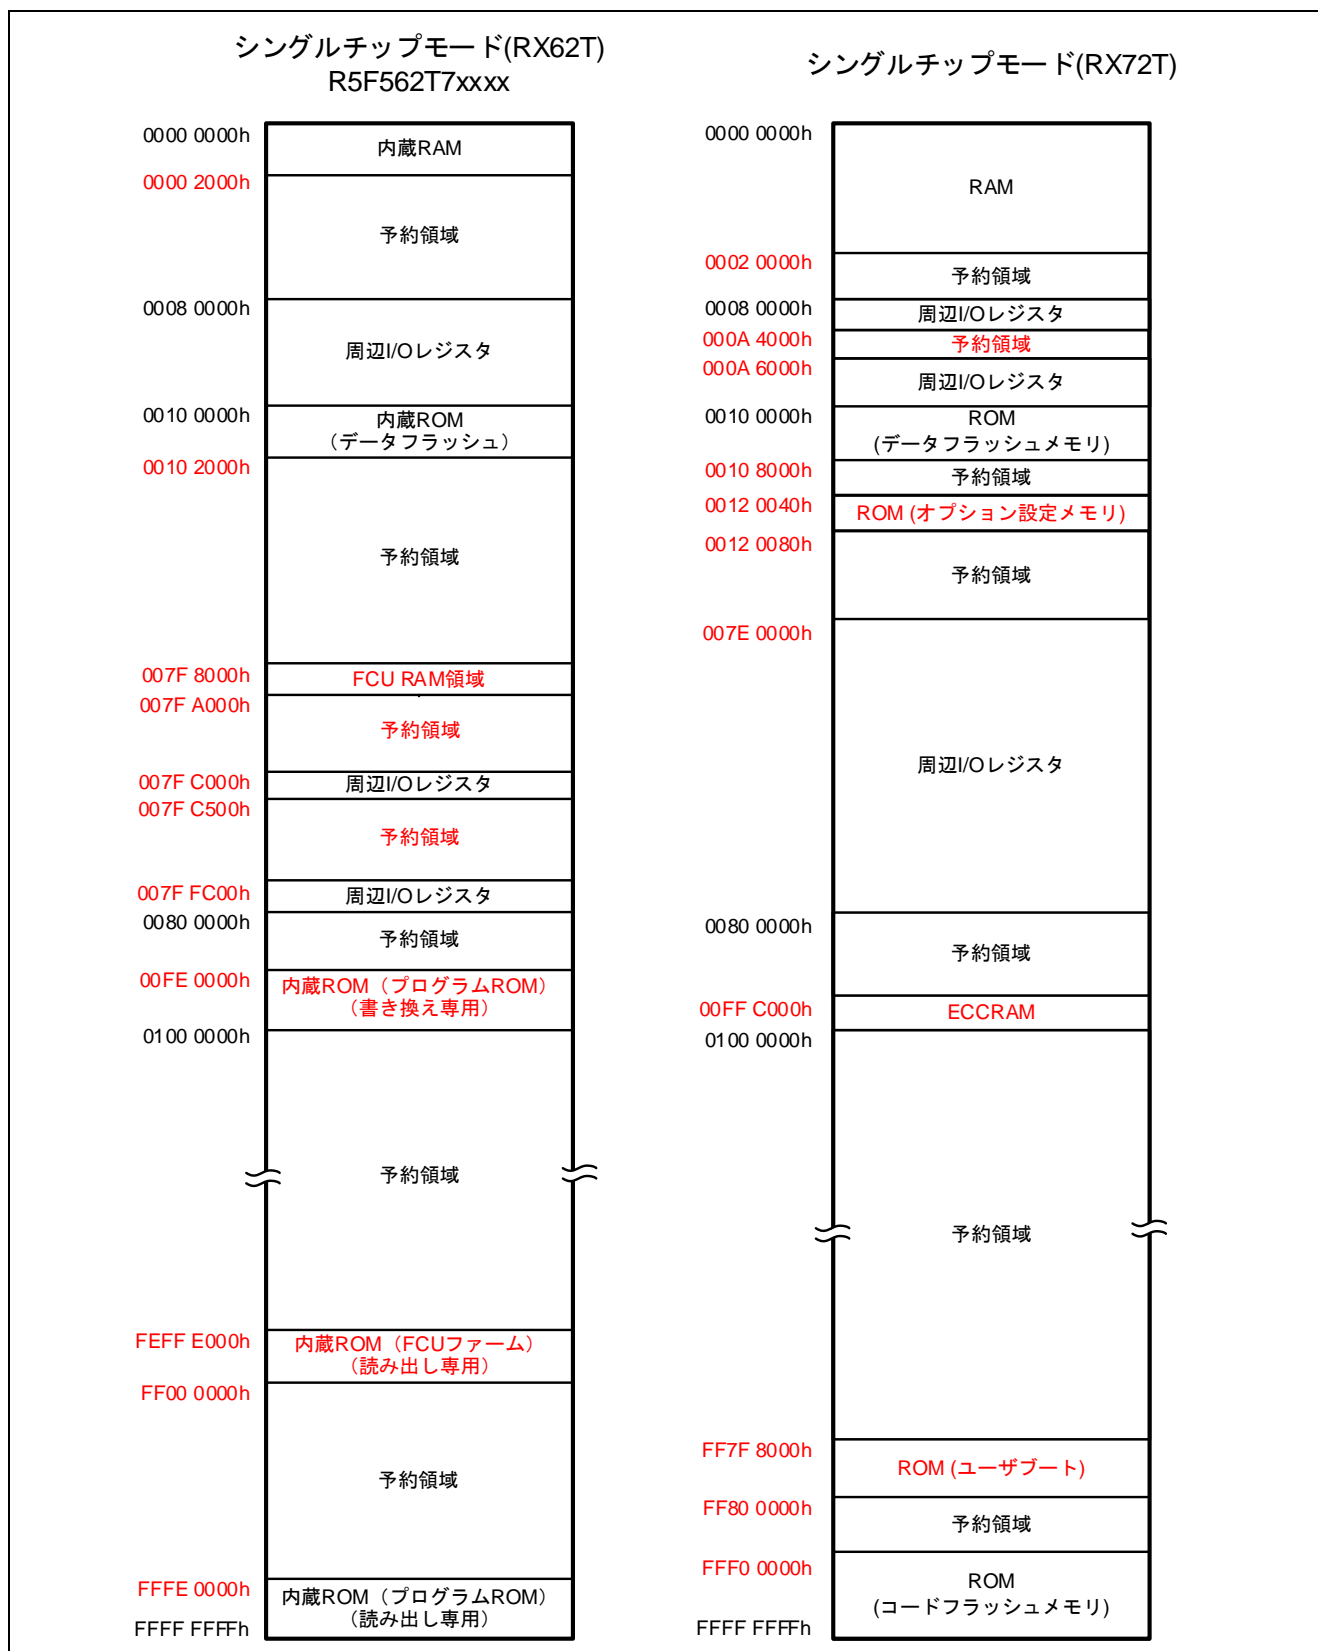 シングルチップモード(RX62T)
R5F562T7xxxx
0000 0000h
内蔵RAM
0000 2000h
予約領域
0008 0000h
周辺I/Oレジスタ
0010 0000h
内蔵ROM
（データフラッシュ）
0010 2000h
予約領域
007F 8000h
FCU RAM領域
007F A000h
予約領域
007F C000h
周辺I/Oレジスタ
007F C500h
予約領域
007F FC00h
周辺I/Oレジスタ
0080 0000h
予約領域
00FE 0000h
内蔵ROM（プログラムROM）
（書き換え専用）
0100 0000h
予約領域
FEFF E000h
内蔵ROM（FCUファーム）
（読み出し専用）
FF00 0000h
予約領域
FFFE 0000h
内蔵ROM（プログラムROM）
（読み出し専用）
FFFF FFFFh
シングルチップモード(RX72T)
0000 0000h
RAM
0002 0000h
予約領域
0008 0000h
周辺I/Oレジスタ
000A 4000h
予約領域
000A 6000h
周辺I/Oレジスタ
0010 0000h
ROM
(データフラッシュメモリ)
0010 8000h
予約領域
0012 0040h
ROM (オプション設定メモリ)
0012 0080h
予約領域
007E 0000h
周辺I/Oレジスタ
0080 0000h
予約領域
00FF C000h
ECCRAM
0100 0000h
予約領域
FF7F 8000h
ROM (ユーザブート)
FF80 0000h
予約領域
FFF0 0000h
ROM
(コードフラッシュメモリ)
FFFF FFFFh